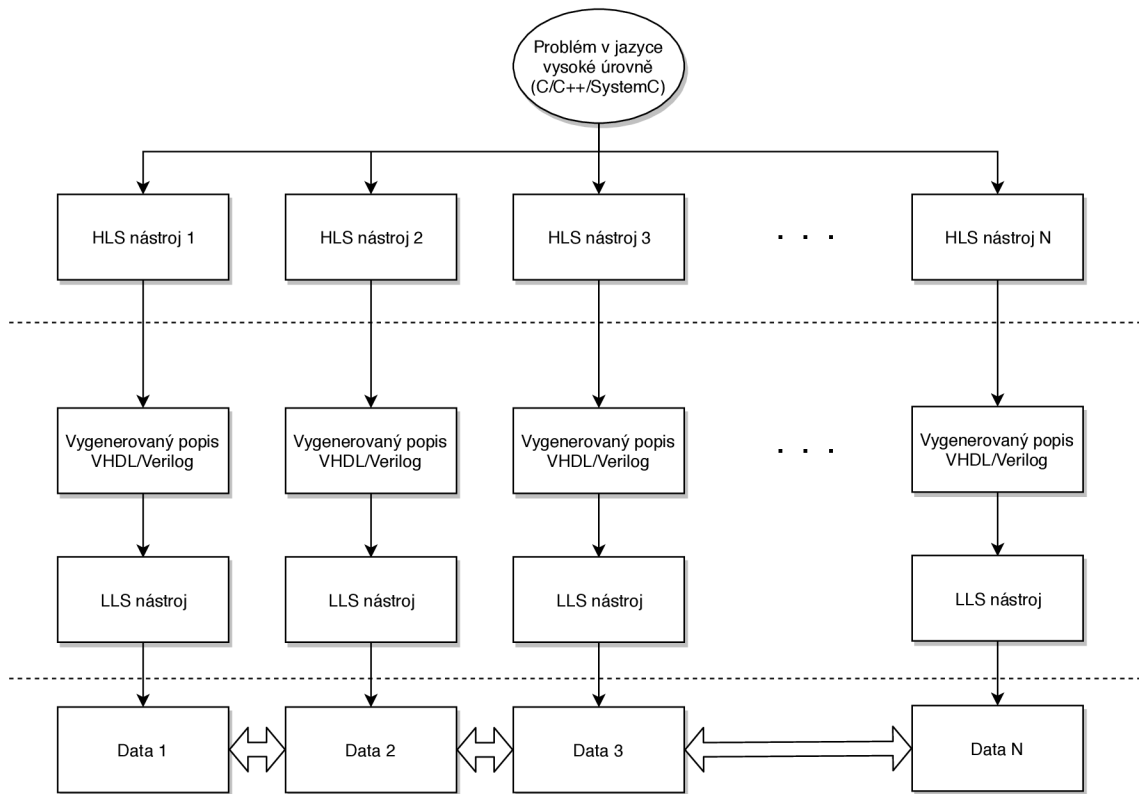 Problém v jazyce
vysoké úrovně
(C/C++/SystemC)
HLS nástroj 1
HLS nástroj 2
HLS nástroj 3
. . .
HLS nástroj N
Vygenerovaný popis
VHDL/Verilog
Vygenerovaný popis
VHDL/Verilog
Vygenerovaný popis
VHDL/Verilog
. . .
Vygenerovaný popis
VHDL/Verilog
LLS nástroj
LLS nástroj
LLS nástroj
LLS nástroj
Data 1
Data 2
Data 3
Data N